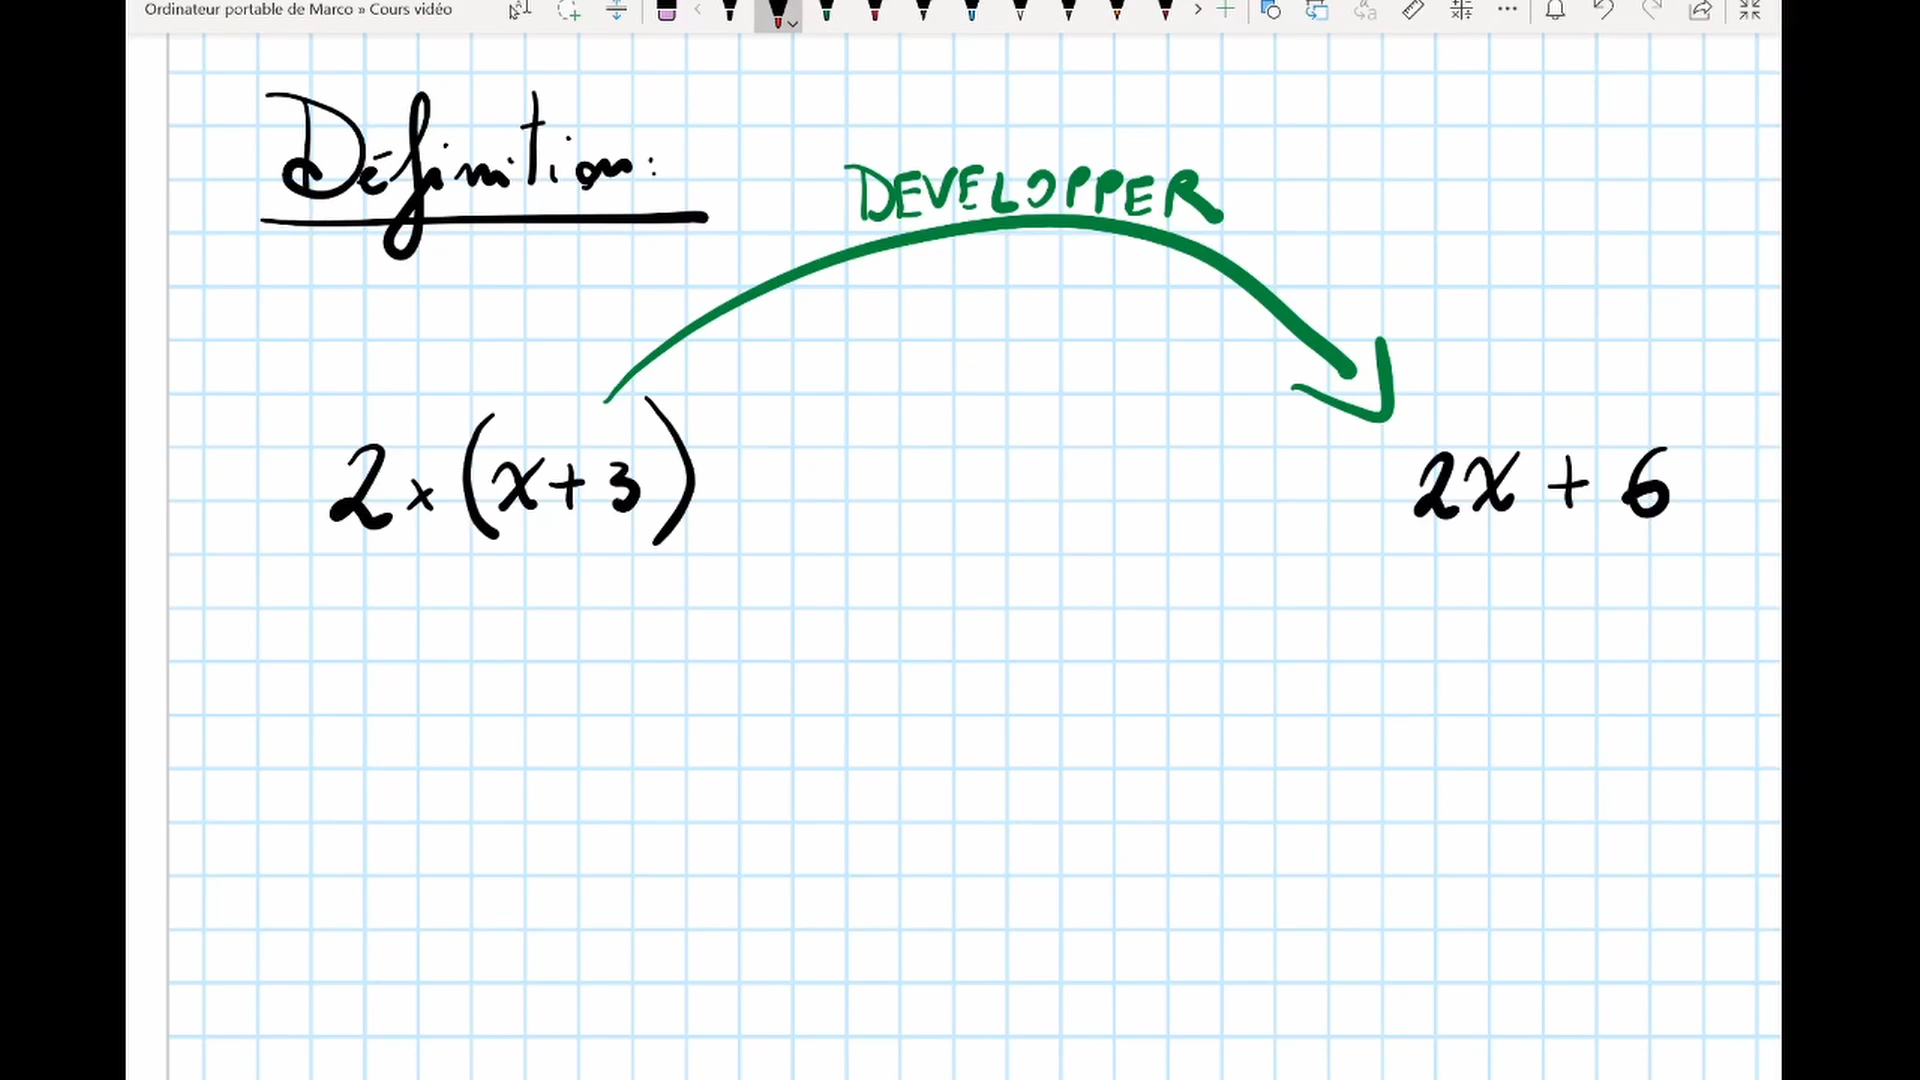 Ordinateur portable de Marco » Cours vidéo
Définition:
DEVELOPPER
2 × (x+3)
2x + 6